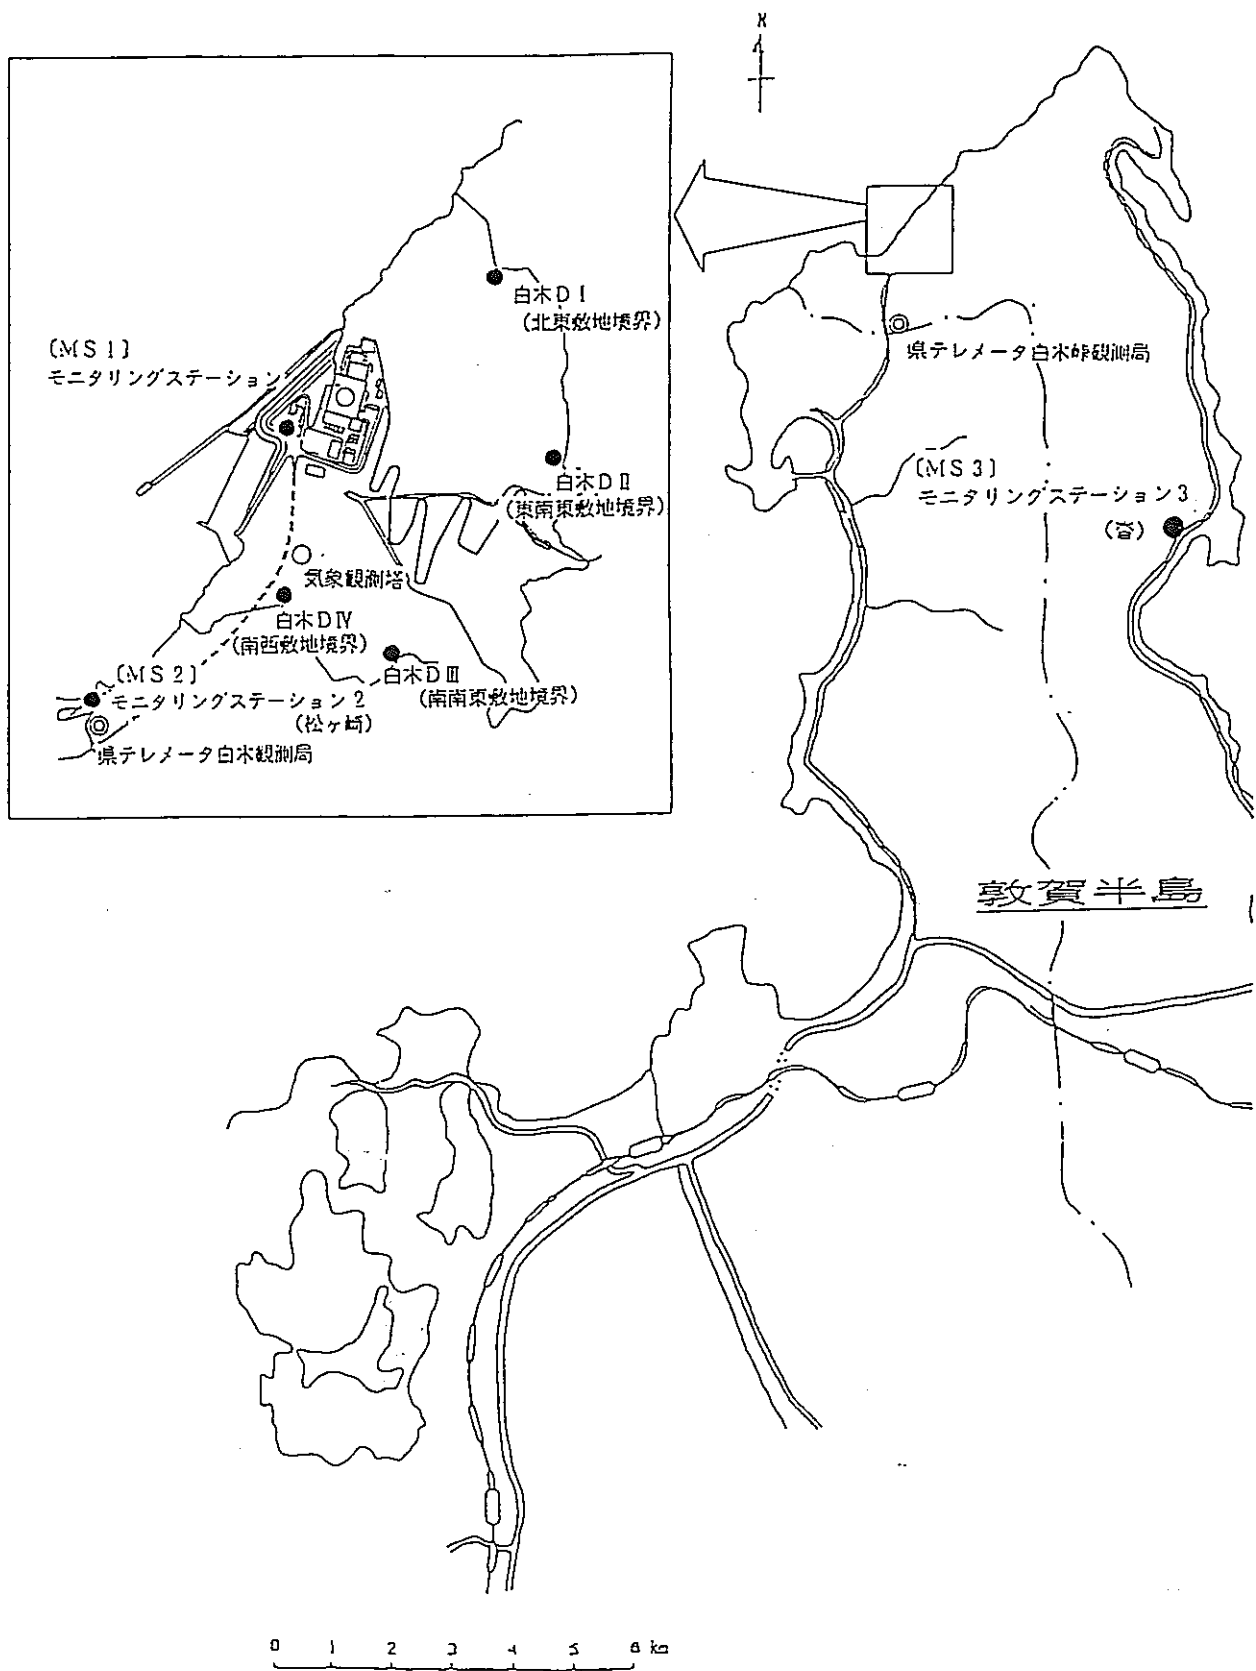 N
白木DⅠ
(北東敷地境界)
[MS1]
モニタリングステーション
県テレメータ白木峠観測局
白木DⅡ
(東南東敷地境界)
[MS3]
モニタリングステーション3
気象観測塔
白木DⅣ
(南西敷地境界)
白木DⅢ
(南南東敷地境界)
[MS2]
モニタリングステーション2
(松ヶ崎)
県テレメータ白木観測局
敦賀半島
0 1 2 3 4 5 6 km